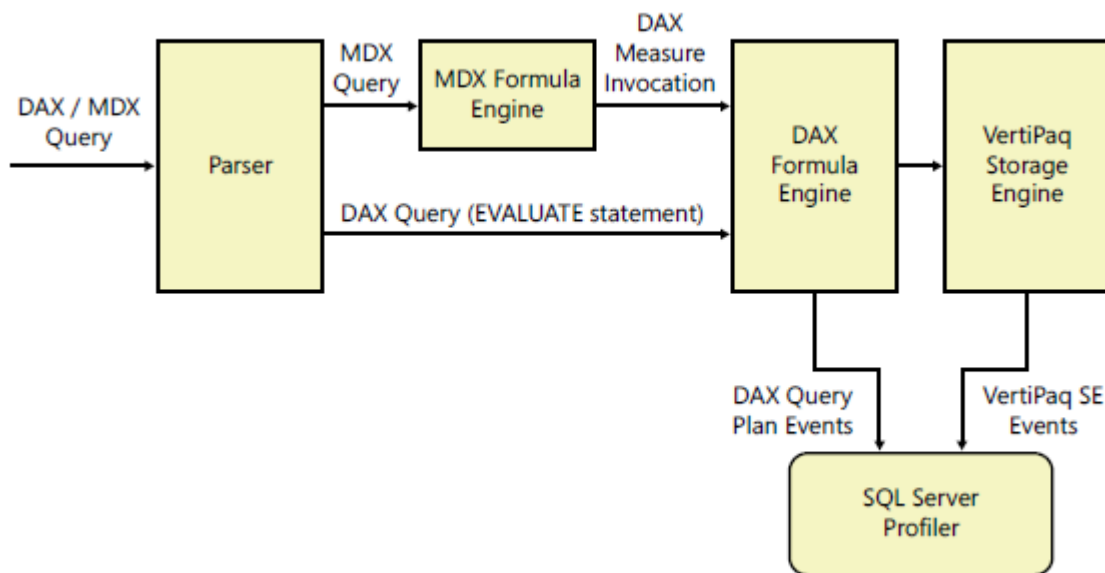 DAX / MDX
Query
Parser
MDX
Query
MDX Formula
Engine
DAX
Measure
Invocation
DAX Query (EVALUATE statement)
DAX
Formula
Engine
VertiPaq
Storage
Engine
DAX Query
Plan Events
VertiPaq SE
Events
SQL Server
Profiler